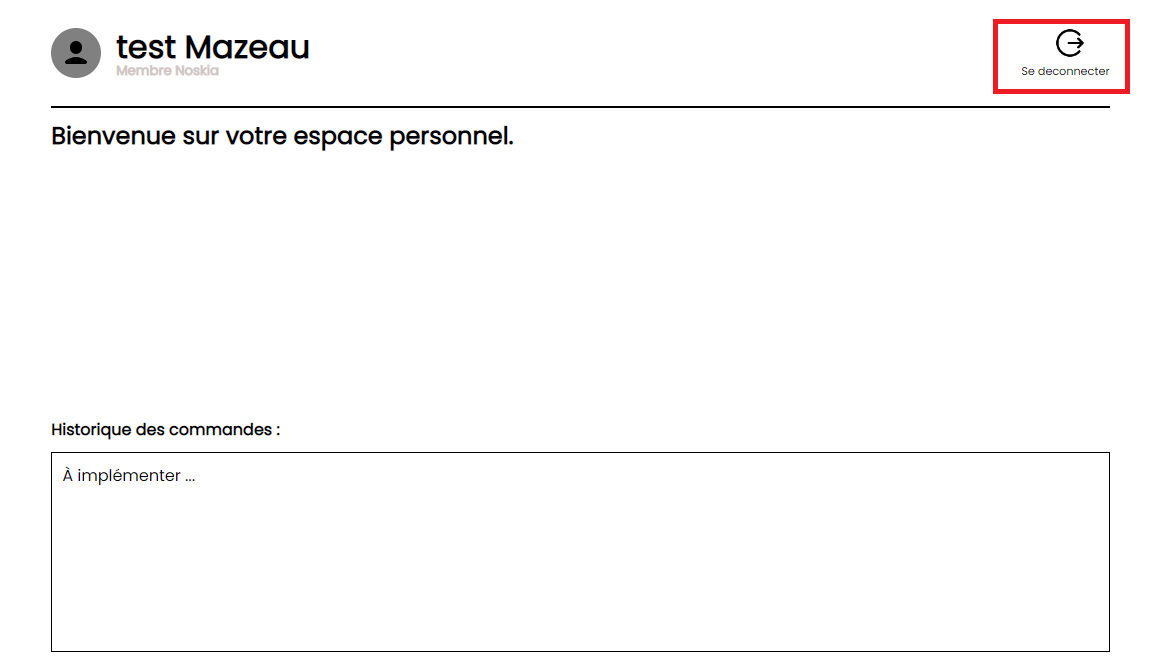 test Mazeau
Membre Noskia
Se deconnecter
Bienvenue sur votre espace personnel.
Historique des commandes :
À implémenter ...